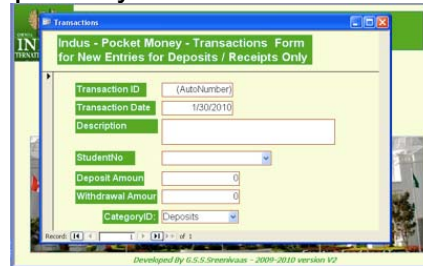 Transactions
Indus - Pocket Money - Transactions Form
for New Entries for Deposits / Receipts Only
Transaction ID (AutoNumber)
Transaction Date 1/30/2010
Description
StudentNo
Deposit Amoun 0
Withdrawal Amour 0
CategoryID: Deposits
Record: 1 of 1
Developed By G.S.S.Sreenivaas - 2009-2010 version V2